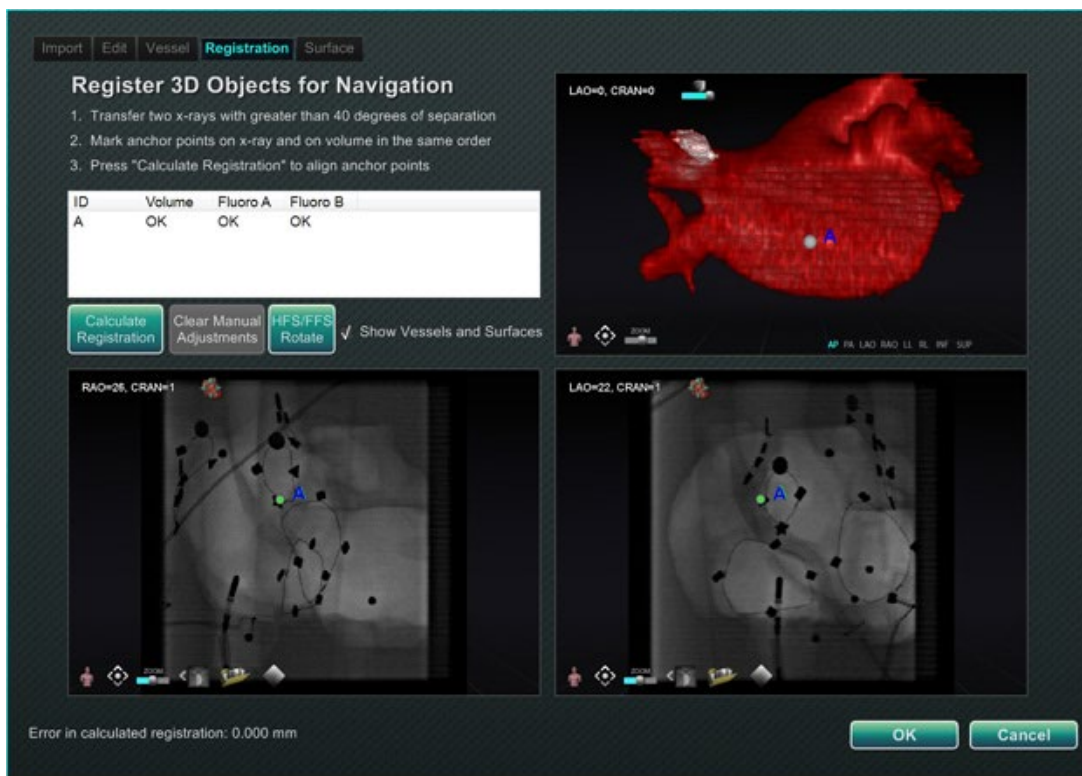 Import Edit Vessel Registration Surface
Register 3D Objects for Navigation
1. Transfer two x-rays with greater than 40 degrees of separation
2. Mark anchor points on x-ray and on volume in the same order
3. Press "Calculate Registration" to align anchor points
ID Volume Fluoro A Fluoro B
A OK OK OK
Calculate
Registration
Clear Manual
Adjustments
HFS/FFS
Rotate
√ Show Vessels and Surfaces
LAO=0, CRAN=0
A
ZOOM
AP PA LAO RAO LL RL INF SUP
RAO=26, CRAN=1
A
ZOOM
LAO=22, CRAN=1
A
ZOOM
Error in calculated registration: 0.000 mm
OK Cancel